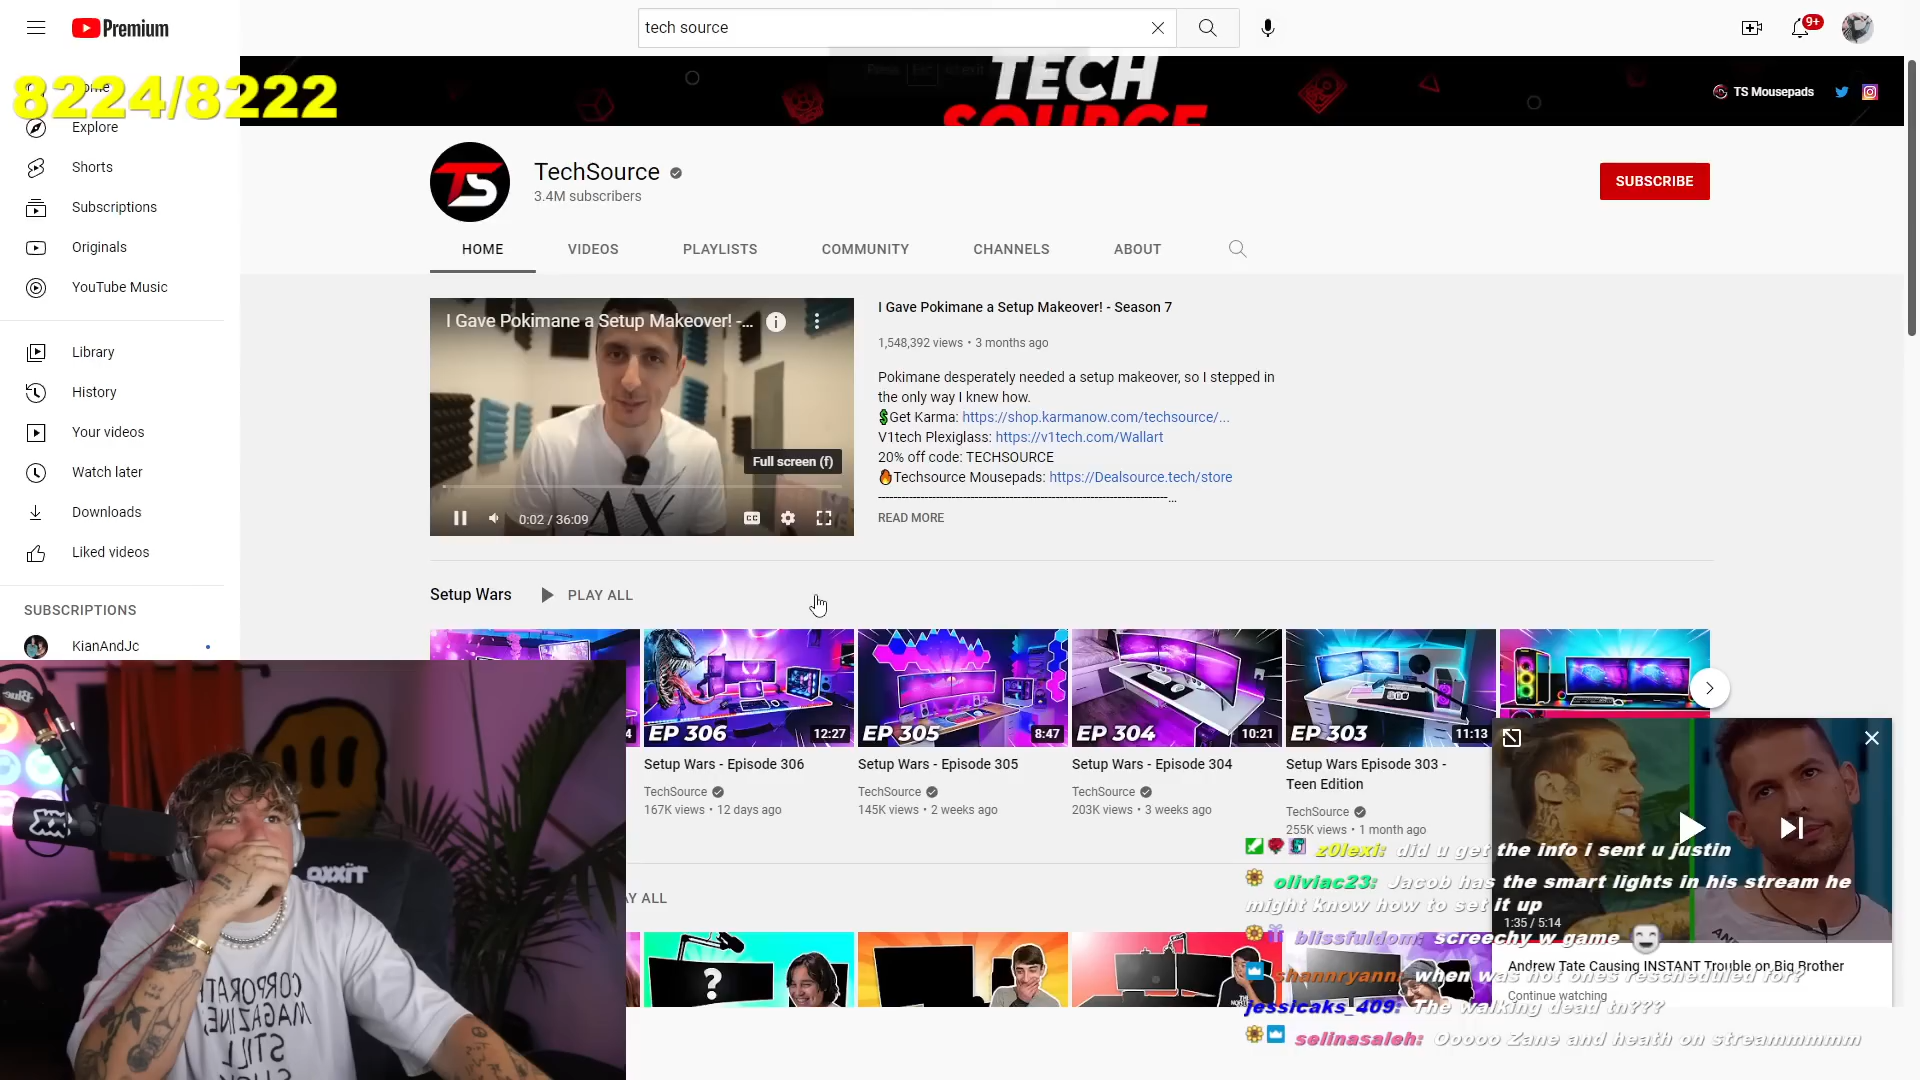 Premium
tech source
9+
8224/8222
Home
Explore
Shorts
Subscriptions
Originals
YouTube Music
Library
History
Your videos
Watch later
Downloads
Liked videos
SUBSCRIPTIONS
KianAndJc
TECH
SOURCE
TS Mousepads
TS
TechSource
3.4M subscribers
SUBSCRIBE
HOME
VIDEOS
PLAYLISTS
COMMUNITY
CHANNELS
ABOUT
I Gave Pokimane a Setup Makeover! -...
Full screen (f)
0:02 / 36:09
CC
I Gave Pokimane a Setup Makeover! - Season 7
1,548,392 views • 3 months ago
Pokimane desperately needed a setup makeover, so I stepped in
the only way I knew how.
Get Karma: https://shop.karmanow.com/techsource/...
V1tech Plexiglass: https://v1tech.com/Wallart
20% off code: TECHSOURCE
Techsource Mousepads: https://Dealsource.tech/store
READ MORE
Setup Wars
PLAY ALL
EP 306
12:27
EP 305
8:47
EP 304
10:21
EP 303
11:13
Setup Wars - Episode 306
TechSource
167K views • 12 days ago
Setup Wars - Episode 305
TechSource
145K views • 2 weeks ago
Setup Wars - Episode 304
TechSource
203K views • 3 weeks ago
Setup Wars Episode 303 -
Teen Edition
TechSource
255K views • 1 month ago
AY ALL
?
1:35 / 5:14
Andrew Tate Causing INSTANT Trouble on Big Brother
Continue watching
z0lexi: did u get the info i sent u justin
oliviac23: Jacob has the smart lights in his stream he
might know how to set it up
blissfuldom: screechy w game
shannryann: when was not ones rescheduled for?
jessicaks_409: The walking dead tn???
selinasaleh: Ooooo Zane and heath on streammmmm
CORPORATE
MAGAZINE,
STILL